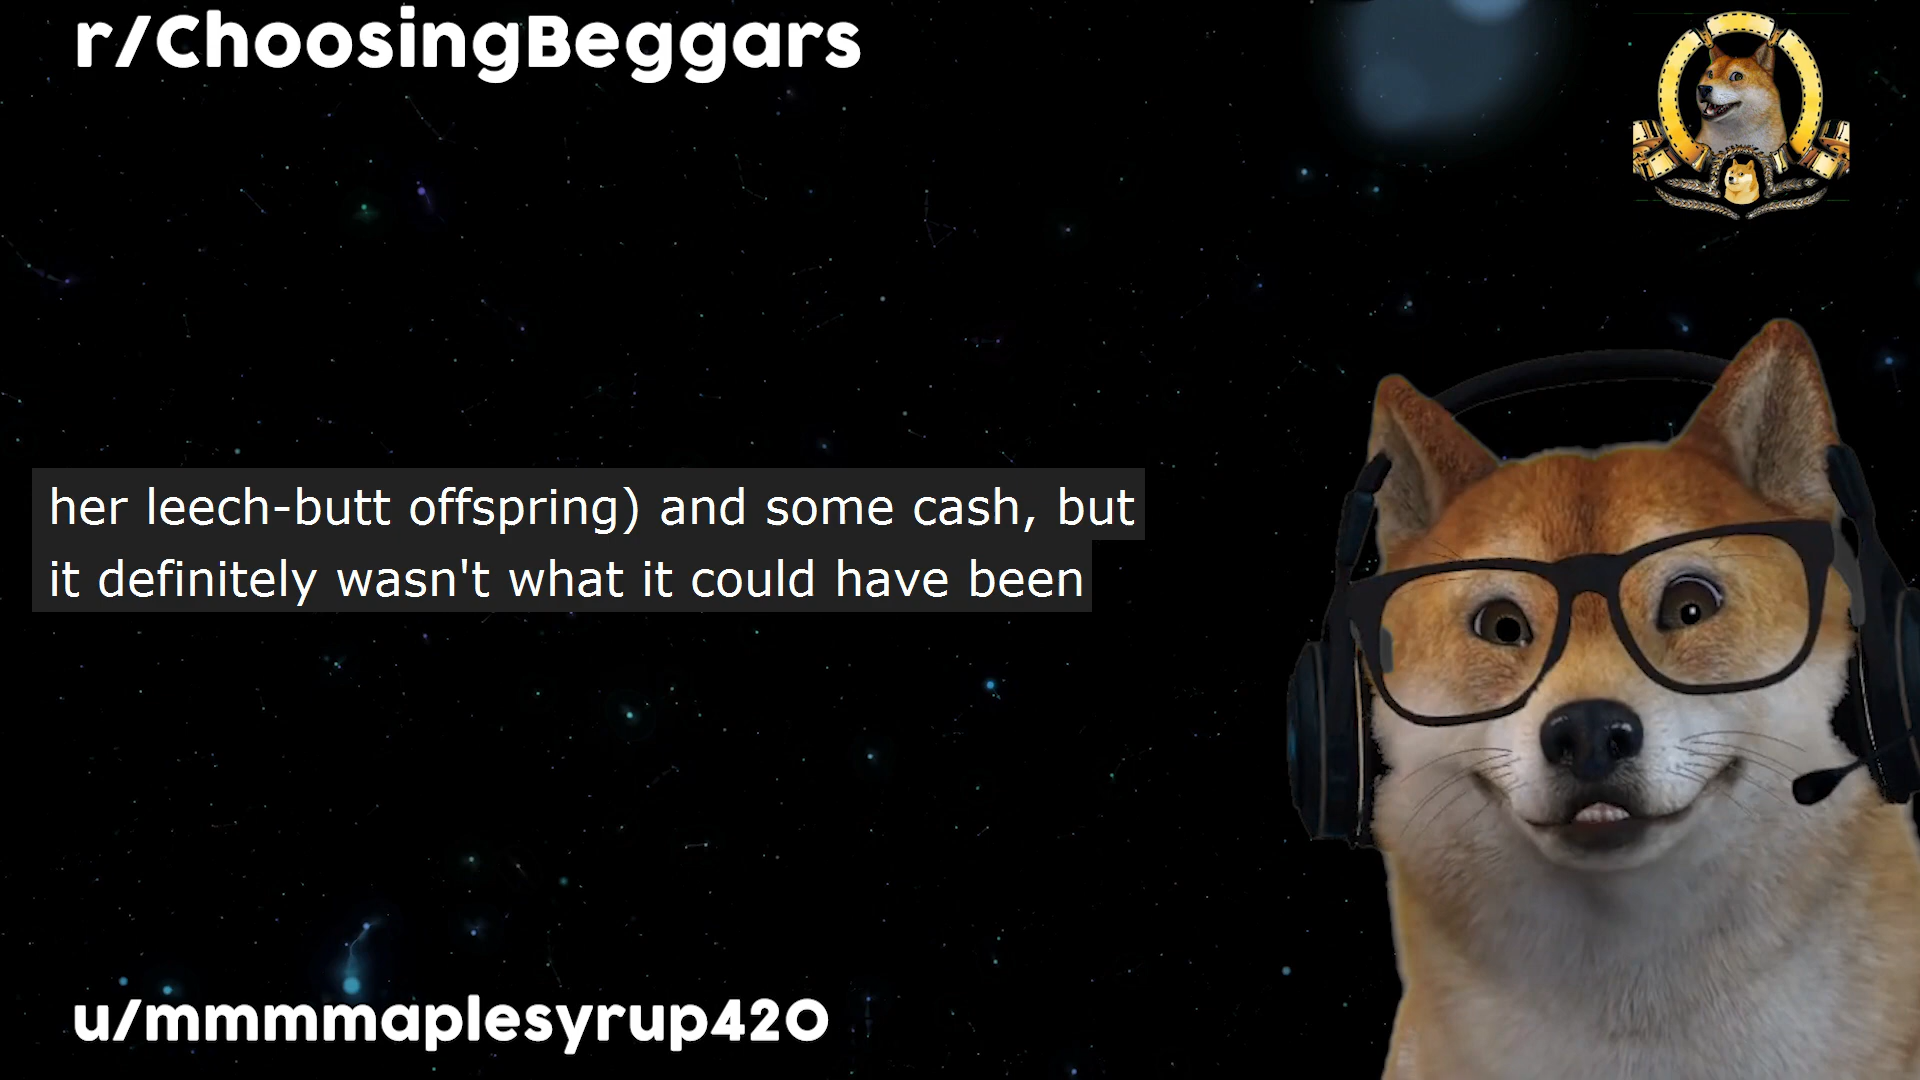 r/ChoosingBeggars
her leech-butt offspring) and some cash, but
it definitely wasn't what it could have been
u/mmmmaplesyrup420